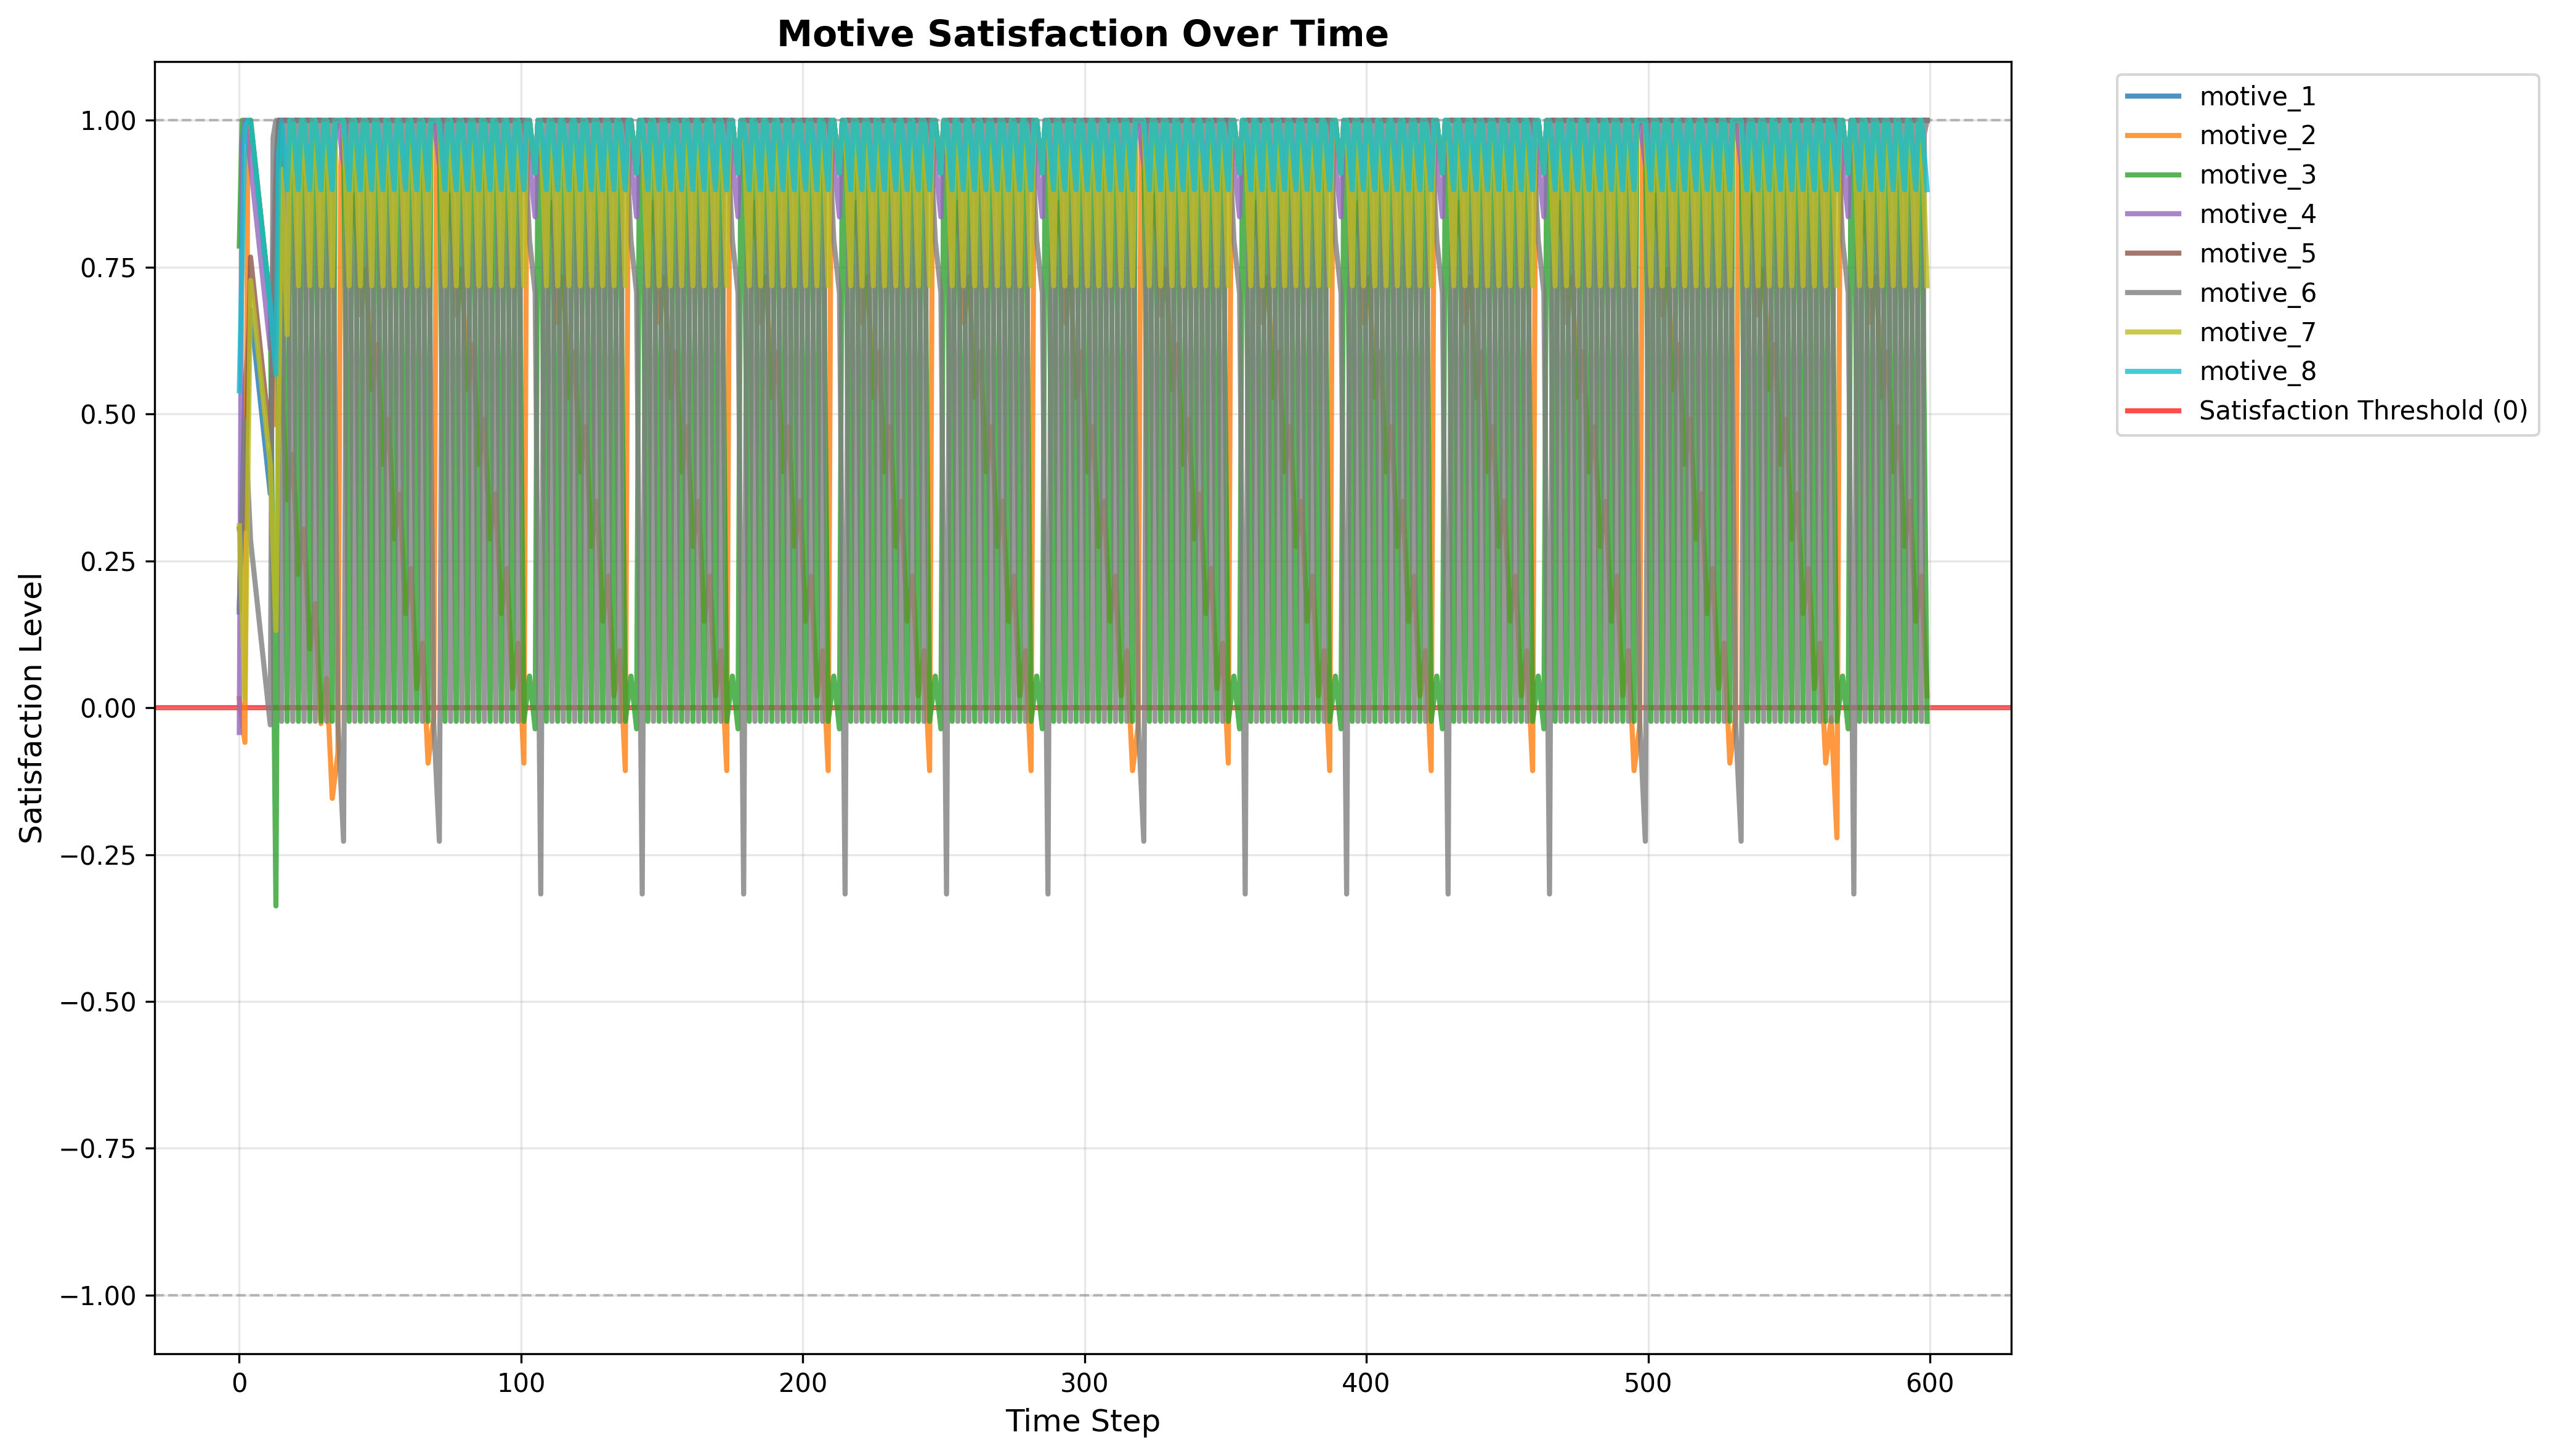 Motive Satisfaction Over Time
motive_1
motive_2
motive_3
motive_4
motive_5
motive_6
motive_7
motive_8
Satisfaction Threshold (0)
Satisfaction Level
1.00
0.75
0.50
0.25
0.00
−0.25
−0.50
−0.75
−1.00
0 100 200 300 400 500 600
Time Step